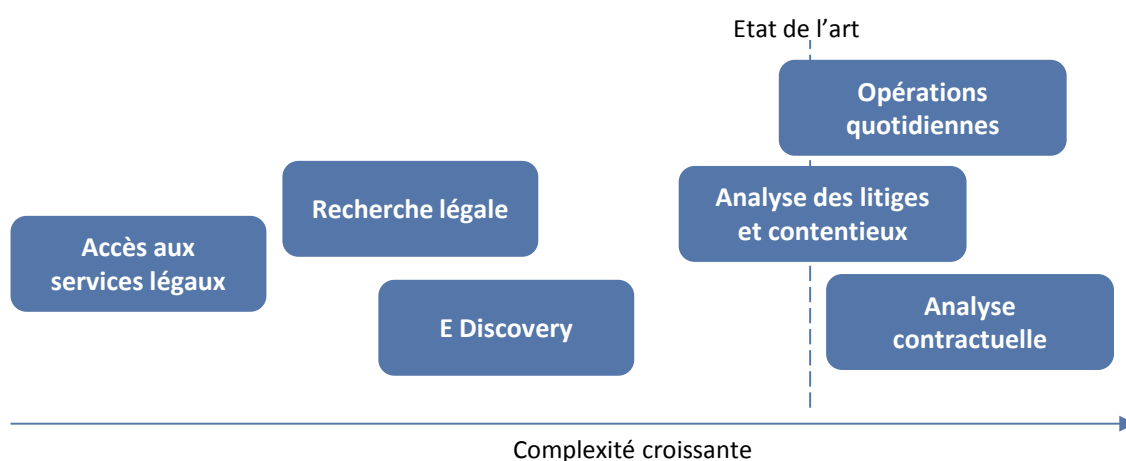 Etat de l’art
Opérations
quotidiennes
Recherche légale
Analyse des litiges
et contentieux
Accès aux
services légaux
E Discovery
Analyse
contractuelle
Complexité croissante